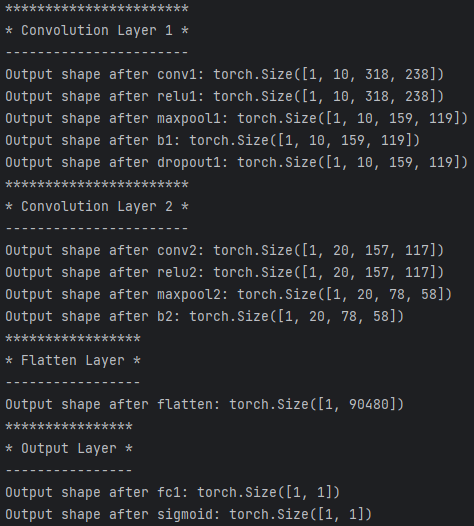 ***********************
* Convolution Layer 1 *
-----------------------
Output shape after conv1: torch.Size([1, 10, 318, 238])
Output shape after relu1: torch.Size([1, 10, 318, 238])
Output shape after maxpool1: torch.Size([1, 10, 159, 119])
Output shape after b1: torch.Size([1, 10, 159, 119])
Output shape after dropout1: torch.Size([1, 10, 159, 119])
***********************
* Convolution Layer 2 *
-----------------------
Output shape after conv2: torch.Size([1, 20, 157, 117])
Output shape after relu2: torch.Size([1, 20, 157, 117])
Output shape after maxpool2: torch.Size([1, 20, 78, 58])
Output shape after b2: torch.Size([1, 20, 78, 58])
*****************
* Flatten Layer *
-----------------
Output shape after flatten: torch.Size([1, 90480])
****************
* Output Layer *
----------------
Output shape after fc1: torch.Size([1, 1])
Output shape after sigmoid: torch.Size([1, 1])